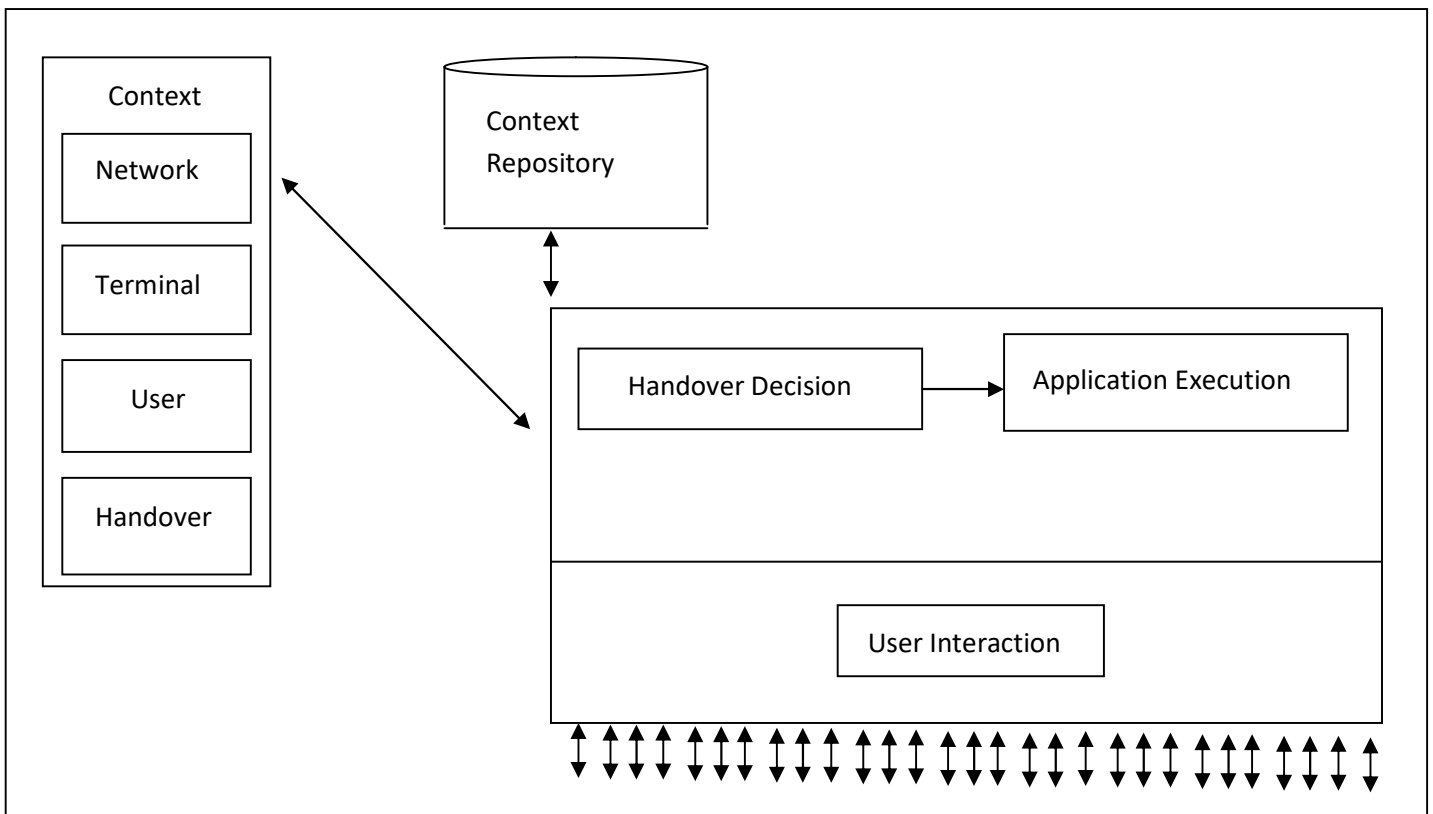 Context
Network
Terminal
User
Handover
Context
Repository
Handover Decision
Application Execution
User Interaction